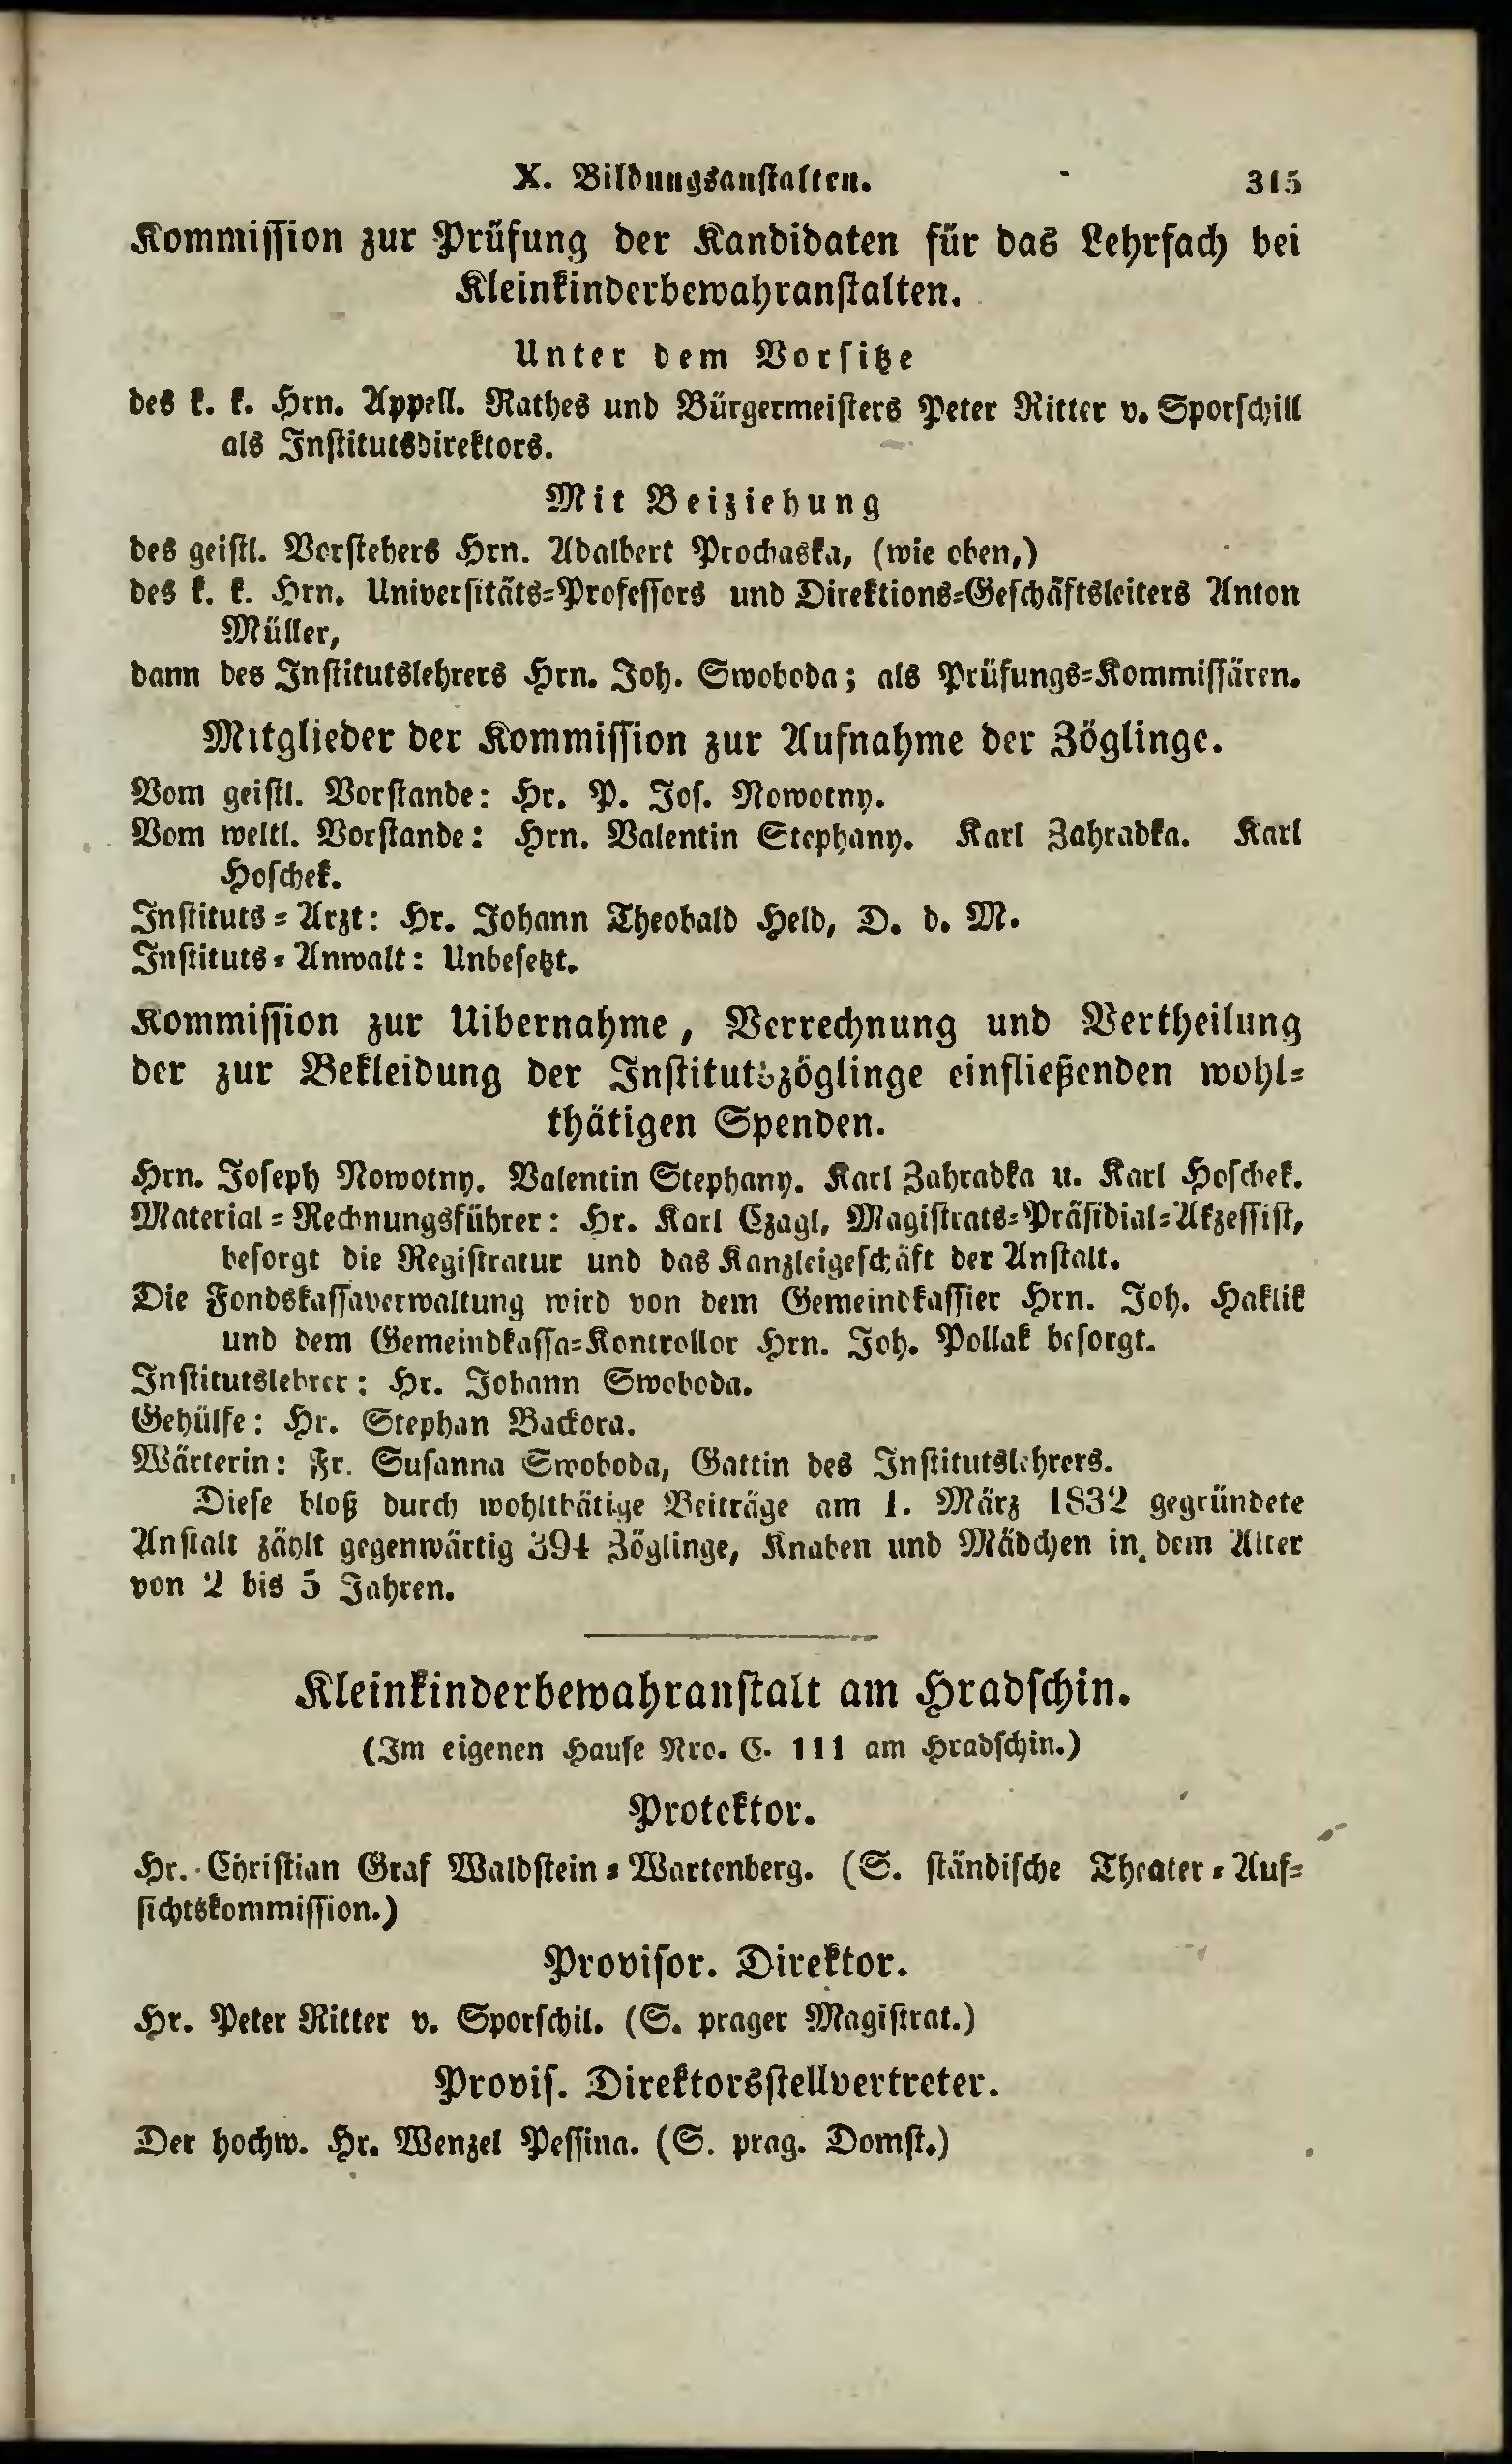 X. Bildungsanstalten. 315
Kommission zur Prüfung der Kandidaten für das Lehrfach bei
Kleinkinderbewahranstalten.
Unter dem Vorsitze
des k. k. Hrn. Appell. Rathes und Bürgermeisters Peter Ritter v. Sporschill
als Institutsdirektors.
Mit Beiziehung
des geistl. Vorstehers Hrn. Adalbert Prochaska, (wie oben,)
des k. k. Hrn. Universitäts-Professors und Direktions-Geschäftsleiters Anton
Müller,
dann des Institutslehrers Hrn. Joh. Swoboda; als Prüfungs-Kommissären.
Mitglieder der Kommission zur Aufnahme der Zöglinge.
Vom geistl. Vorstande: Hr. P. Jos. Nowotny.
Vom weltl. Vorstande: Hrn. Valentin Stephany. Karl Zahradka. Karl
Hoschek.
Instituts-Arzt: Hr. Johann Theobald Held, D. d. M.
Instituts-Anwalt: Unbesetzt.
Kommission zur Uibernahme, Verrechnung und Vertheilung
der zur Bekleidung der Institutszöglinge einfließenden wohl-
thätigen Spenden.
Hrn. Joseph Nowotny. Valentin Stephany. Karl Zahradka u. Karl Hoschek.
Material-Rechnungsführer: Hr. Karl Czagl, Magistrats-Präsidial-Akzessist,
besorgt die Registratur und das Kanzleigeschäft der Anstalt.
Die Fondskassaverwaltung wird von dem Gemeindkassier Hrn. Joh. Haklik
und dem Gemeindkassa-Kontrollor Hrn. Joh. Pollak besorgt.
Institutslehrer: Hr. Johann Swoboda.
Gehülfe: Hr. Stephan Backora.
Wärterin: Fr. Susanna Swoboda, Gattin des Institutslehrers.
Diese bloß durch wohlthätige Beiträge am 1. März 1832 gegründete
Anstalt zählt gegenwärtig 394 Zöglinge, Knaben und Mädchen in dem Alter
von 2 bis 5 Jahren.
Kleinkinderbewahranstalt am Hradschin.
(Im eigenen Hause Nro. C. 111 am Hradschin.)
Protektor.
Hr. Christian Graf Waldstein-Wartenberg. (S. ständische Theater-Auf-
sichtskommission.)
Provisor. Direktor.
Hr. Peter Ritter v. Sporschil. (S. prager Magistrat.)
Provis. Direktorsstellvertreter.
Der hochw. Hr. Wenzel Pessina. (S. prag. Domst.)